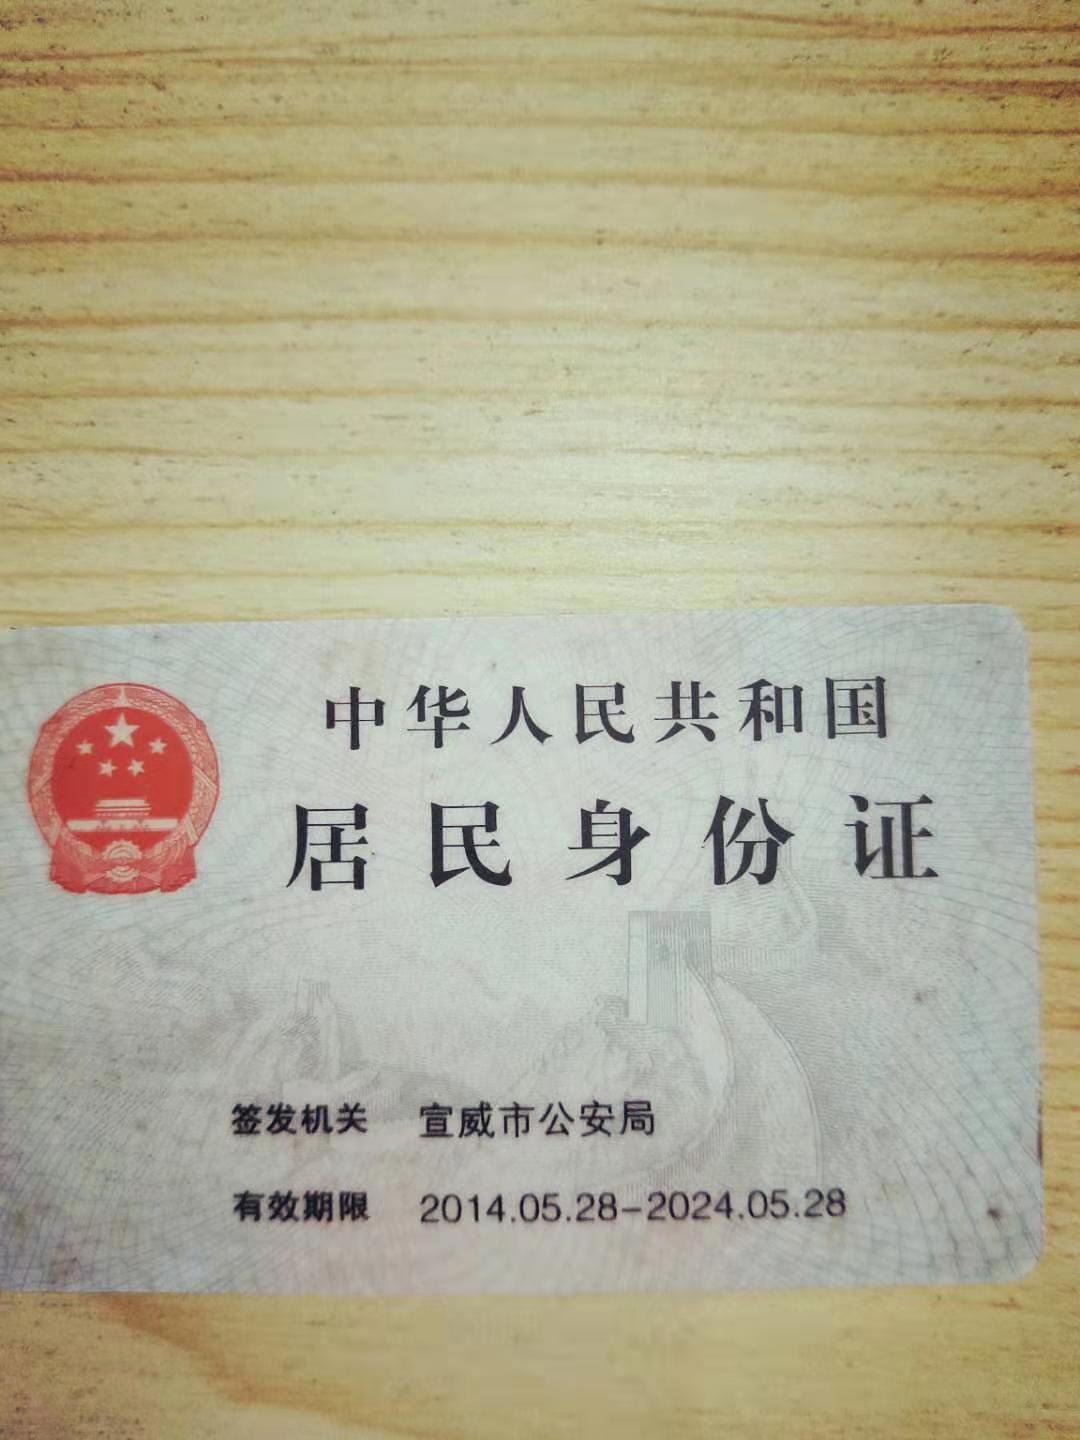 中华人民共和国
居民身份证
签发机关 宣威市公安局
有效期限 2014.05.28-2024.05.28